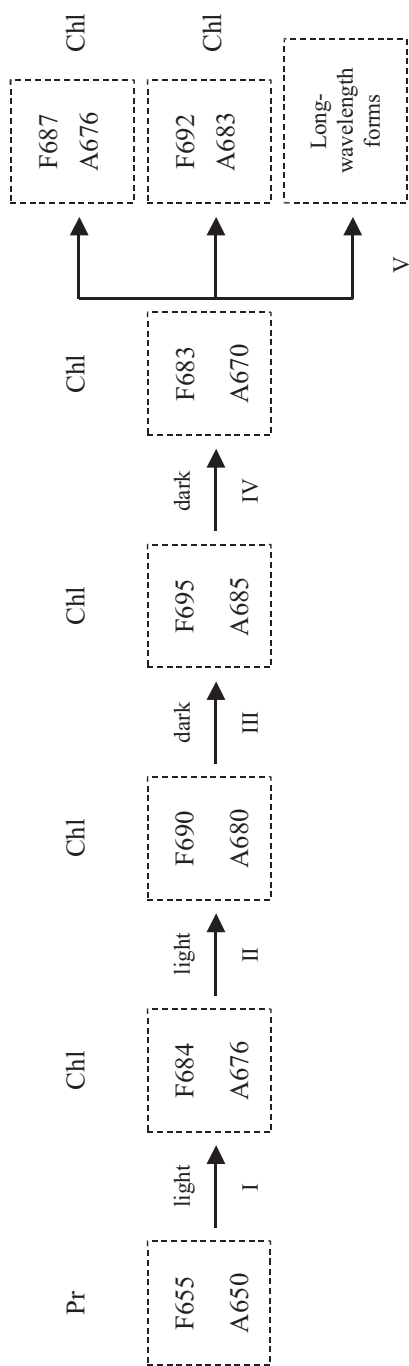 Pr
F655
A650
light
I
Chl
F684
A676
light
II
Chl
F690
A680
dark
III
Chl
F695
A685
dark
IV
Chl
F683
A670
V
F687
A676
Chl
F692
A683
Chl
Long-
wavelength
forms